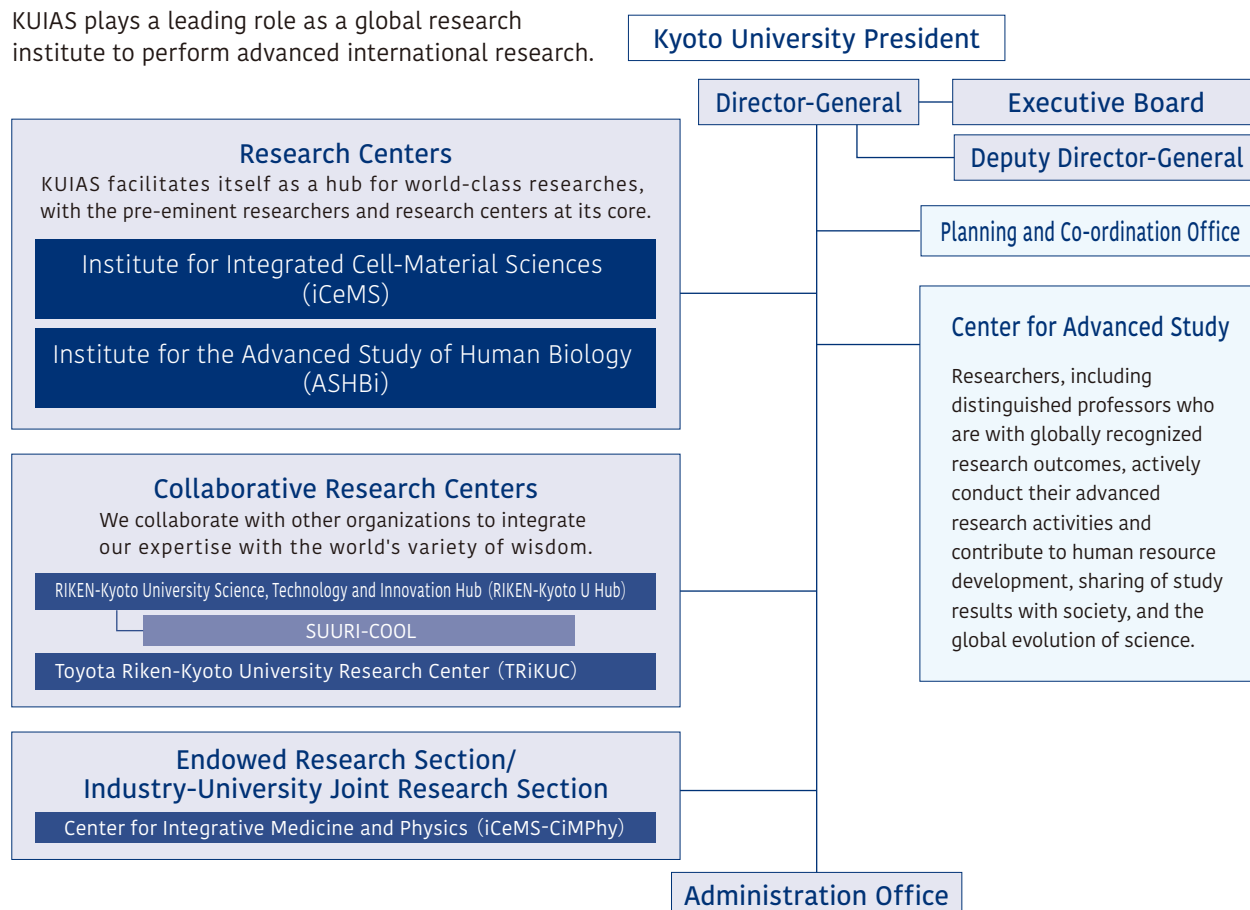 KUIAS plays a leading role as a global research
institute to perform advanced international research.
Kyoto University President
Director-General
Executive Board
Deputy Director-General
Planning and Co-ordination Office
Research Centers
KUIAS facilitates itself as a hub for world-class researches,
with the pre-eminent researchers and research centers at its core.
Institute for Integrated Cell-Material Sciences
(iCeMS)
Institute for the Advanced Study of Human Biology
(ASHBi)
Center for Advanced Study
Researchers, including
distinguished professors who
are with globally recognized
research outcomes, actively
conduct their advanced
research activities and
contribute to human resource
development, sharing of study
results with society, and the
global evolution of science.
Collaborative Research Centers
We collaborate with other organizations to integrate
our expertise with the world's variety of wisdom.
RIKEN-Kyoto University Science, Technology and Innovation Hub (RIKEN-Kyoto U Hub)
SUURI-COOL
Toyota Riken-Kyoto University Research Center (TRiKUC)
Endowed Research Section/
Industry-University Joint Research Section
Center for Integrative Medicine and Physics (iCeMS-CiMPhy)
Administration Office